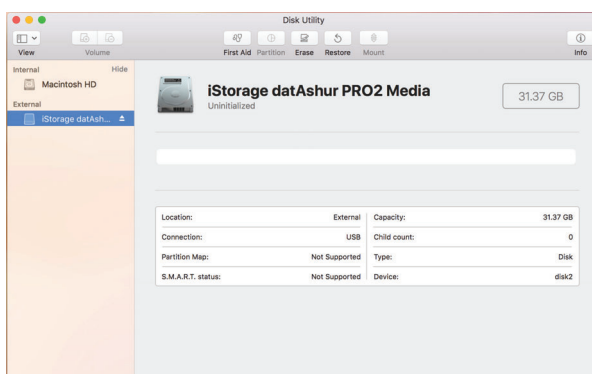 Disk Utility
View Volume First Aid Partition Erase Restore Mount Info
Internal Hide
Macintosh HD
External
iStorage datAsh...
iStorage datAshur PRO2 Media
Uninitialized
31.37 GB
Location: External Capacity: 31.37 GB
Connection: USB Child count: 0
Partition Map: Not Supported Type: Disk
S.M.A.R.T. status: Not Supported Device: disk2